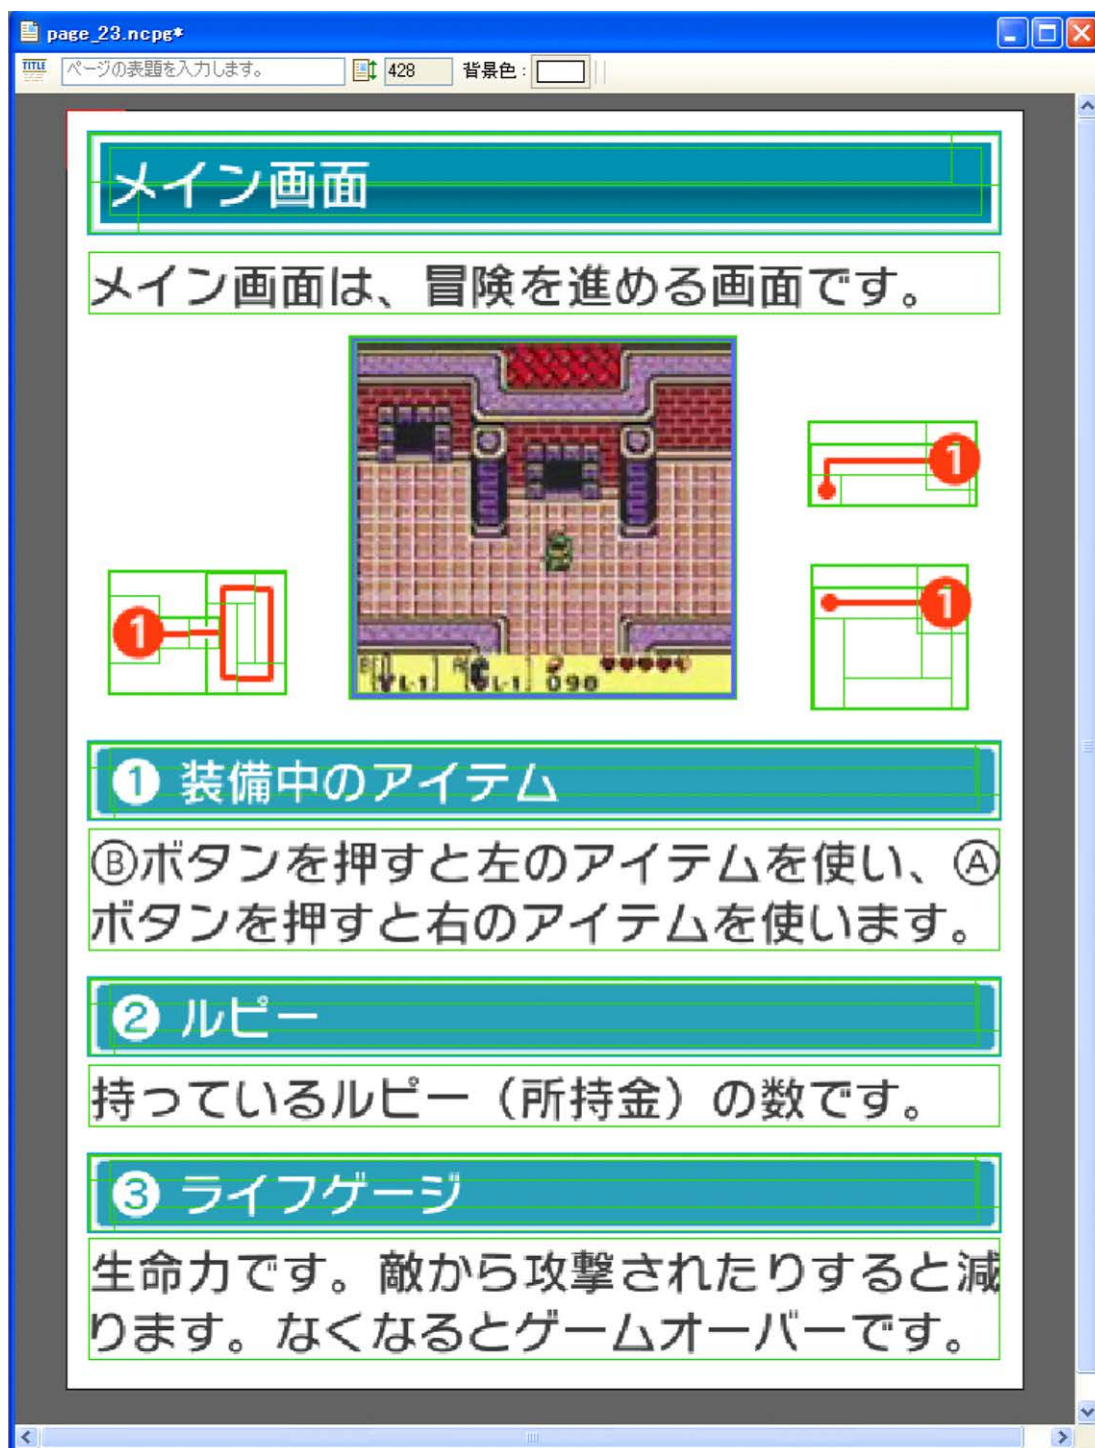 page_23.ncpg*
TITLE
ページの表題を入力します。
428
背景色:
メイン画面
メイン画面は、冒険を進める画面です。
1
1
1
B
L-1
A
L-1
090
❶ 装備中のアイテム
Ⓑボタンを押すと左のアイテムを使い、Ⓐ
ボタンを押すと右のアイテムを使います。
❷ ルピー
持っているルピー（所持金）の数です。
❸ ライフゲージ
生命力です。敵から攻撃されたりすると減
ります。なくなるとゲームオーバーです。